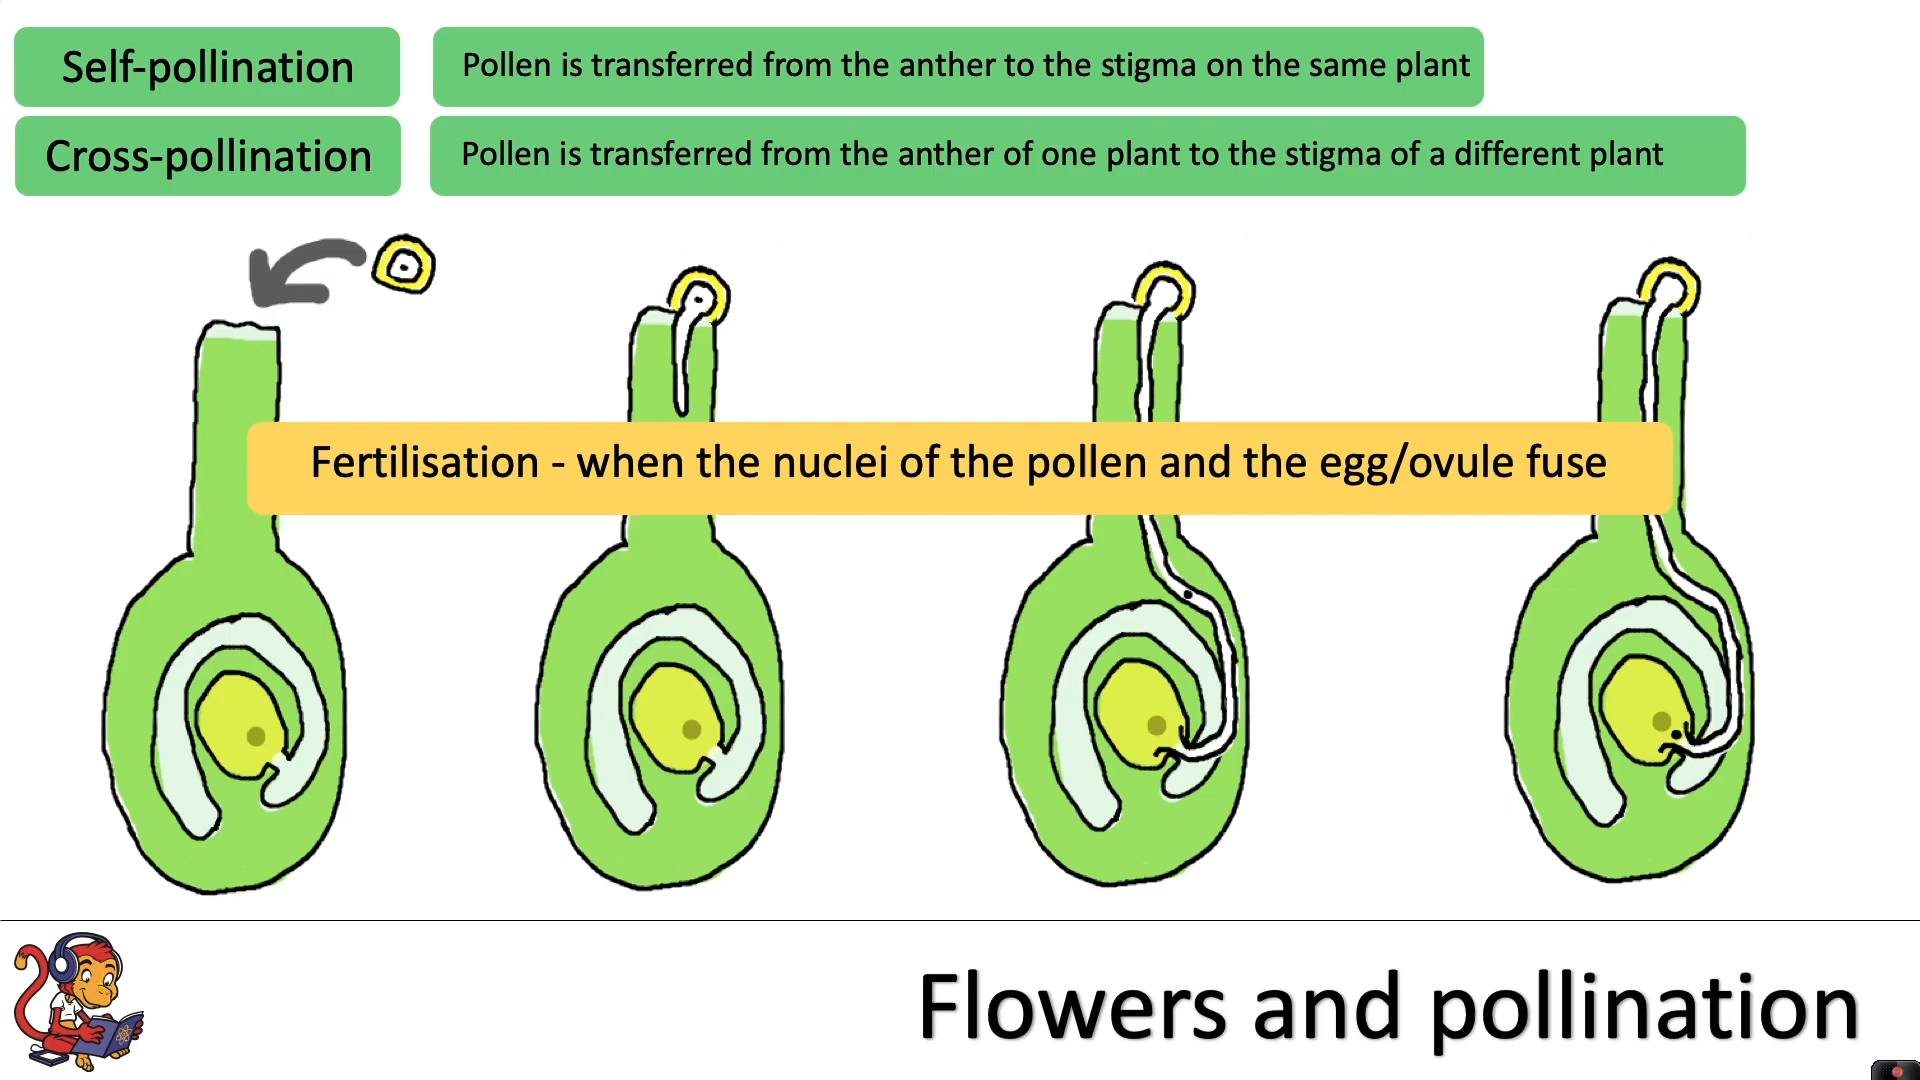 Self-pollination
Pollen is transferred from the anther to the stigma on the same plant
Cross-pollination
Pollen is transferred from the anther of one plant to the stigma of a different plant
Fertilisation - when the nuclei of the pollen and the egg/ovule fuse
Flowers and pollination